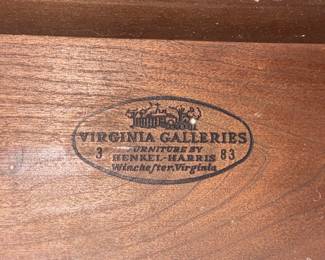 VIRGINIA GALLERIES
FURNITURE BY
3 83
HENKEL-HARRIS
Winchester, Virginia